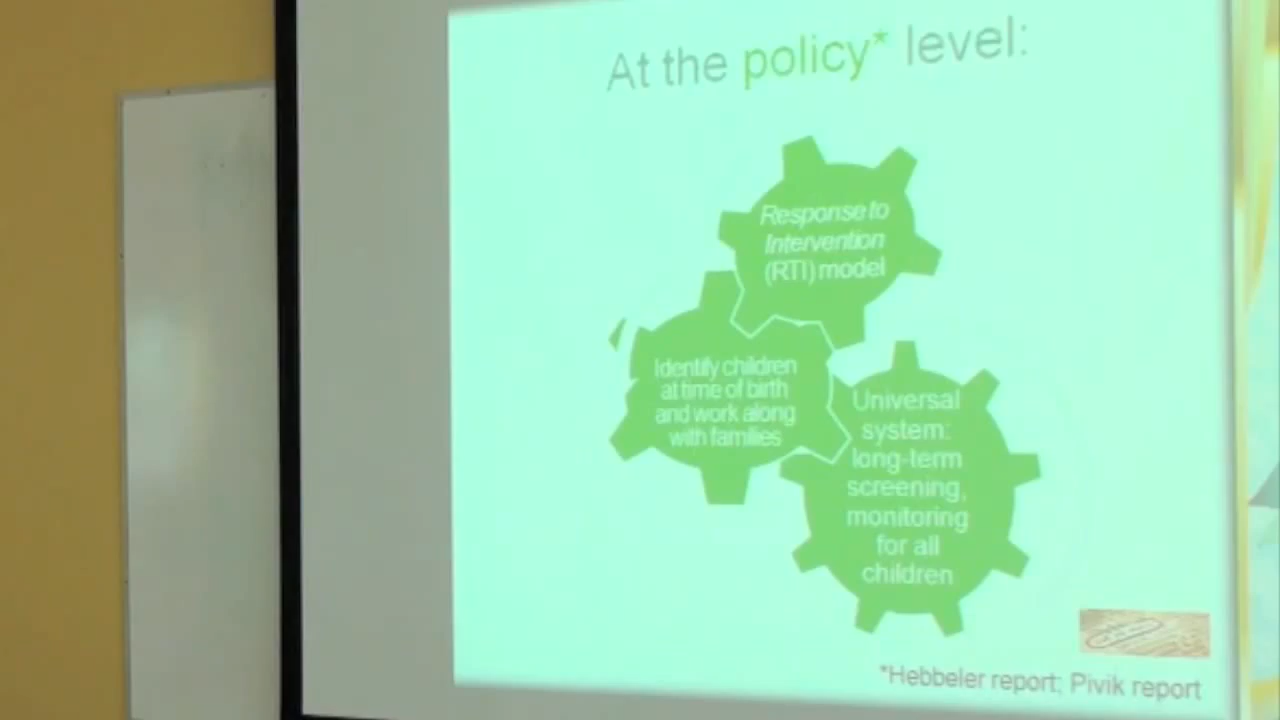 At the policy* level:
Response to
Intervention
(RTI) model
Identify children
at time of birth
and work along
with families
Universal
system:
long-term
screening,
monitoring
for all
children
*Hebbeler report; Pivik report